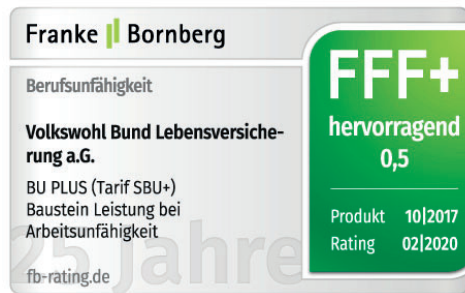 Franke Bornberg
Berufsunfähigkeit
Volkswohl Bund Lebensversiche-
rung a.G.
BU PLUS (Tarif SBU+)
Baustein Leistung bei
Arbeitsunfähigkeit
25 Jahre
fb-rating.de
FFF+
hervorragend
0,5
Produkt 10|2017
Rating 02|2020